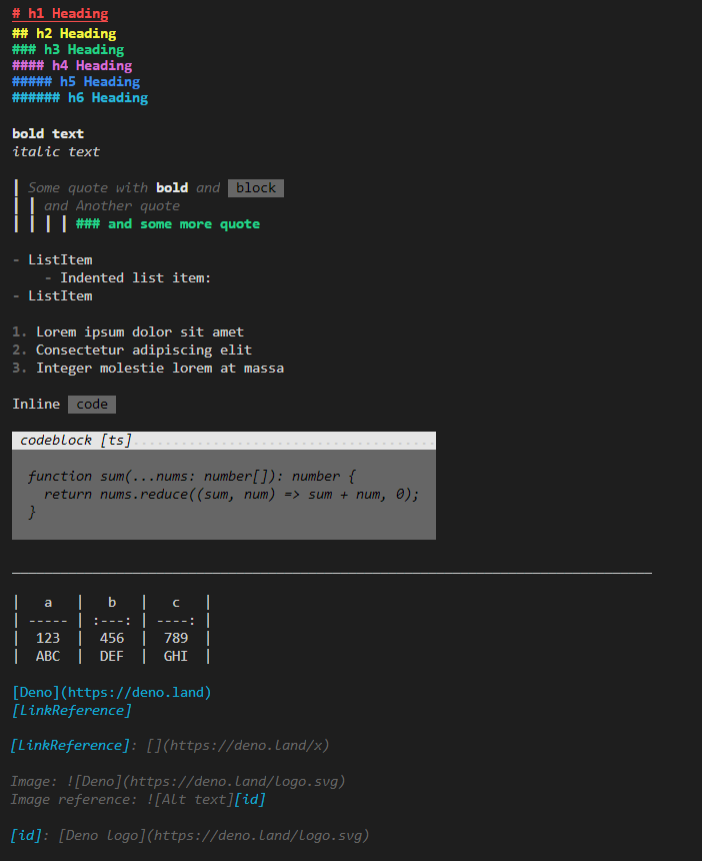 # h1 Heading
## h2 Heading
### h3 Heading
#### h4 Heading
##### h5 Heading
###### h6 Heading
bold text
italic text
| Some quote with bold and block
| | and Another quote
| | | | ### and some more quote
- ListItem
    - Indented list item:
- ListItem
1. Lorem ipsum dolor sit amet
2. Consectetur adipiscing elit
3. Integer molestie lorem at massa
Inline code
codeblock [ts]......................................
function sum(...nums: number[]): number {
  return nums.reduce((sum, num) => sum + num, 0);
}
|   a   |   b   |   c   |
| ----- | :---: | ----: |
|  123  |  456  |  789  |
|  ABC  |  DEF  |  GHI  |
[Deno](https://deno.land)
[LinkReference]
[LinkReference]: [](https://deno.land/x)
Image: ![Deno](https://deno.land/logo.svg)
Image reference: ![Alt text][id]
[id]: [Deno logo](https://deno.land/logo.svg)